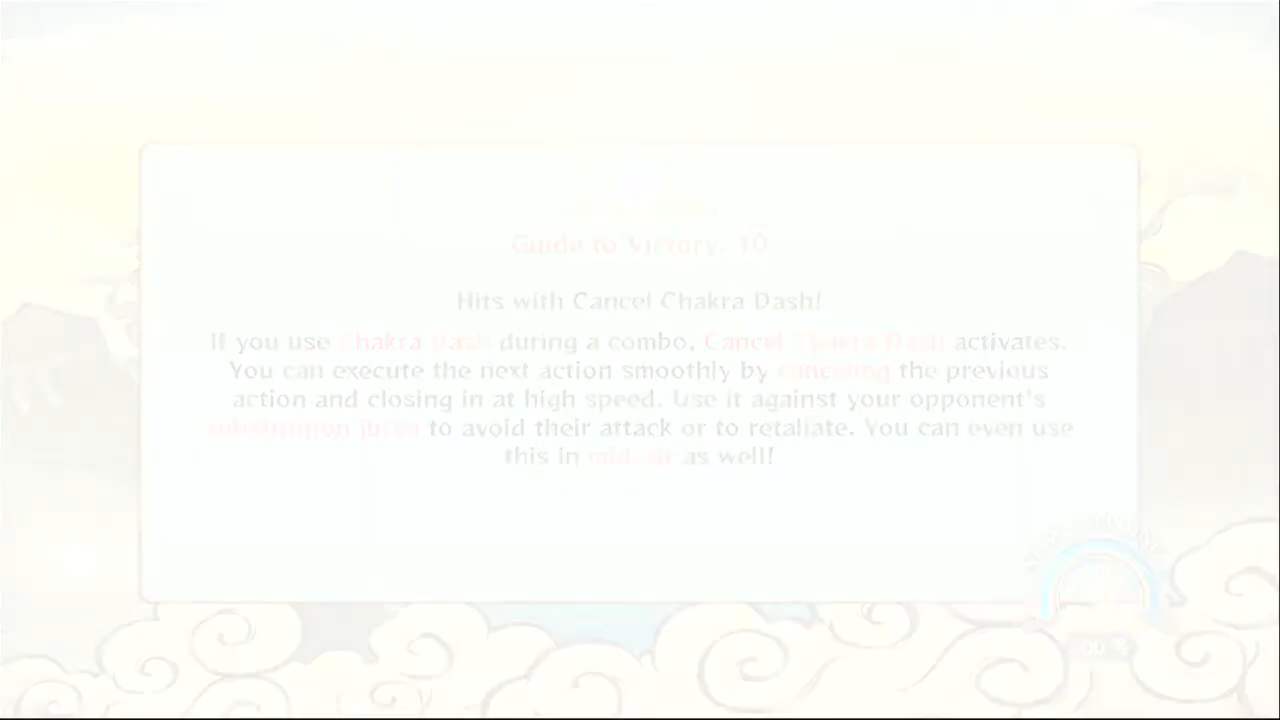 Guide to Victory. 10
Hits with Cancel Chakra Dash!
If you use Chakra Dash during a combo, Cancel Chakra Dash activates.
You can execute the next action smoothly by canceling the previous
action and closing in at high speed. Use it against your opponent's
substitution jutsu to avoid their attack or to retaliate. You can even use
this in mid-air as well!